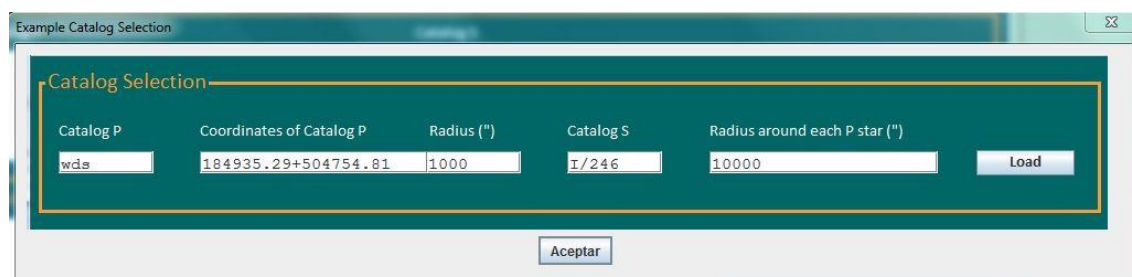 Example Catalog Selection
Catalog S
Catalog Selection
Catalog P Coordinates of Catalog P Radius (") Catalog S Radius around each P star (")
wds 184935.29+504754.81 1000 I/246 10000 Load
Aceptar